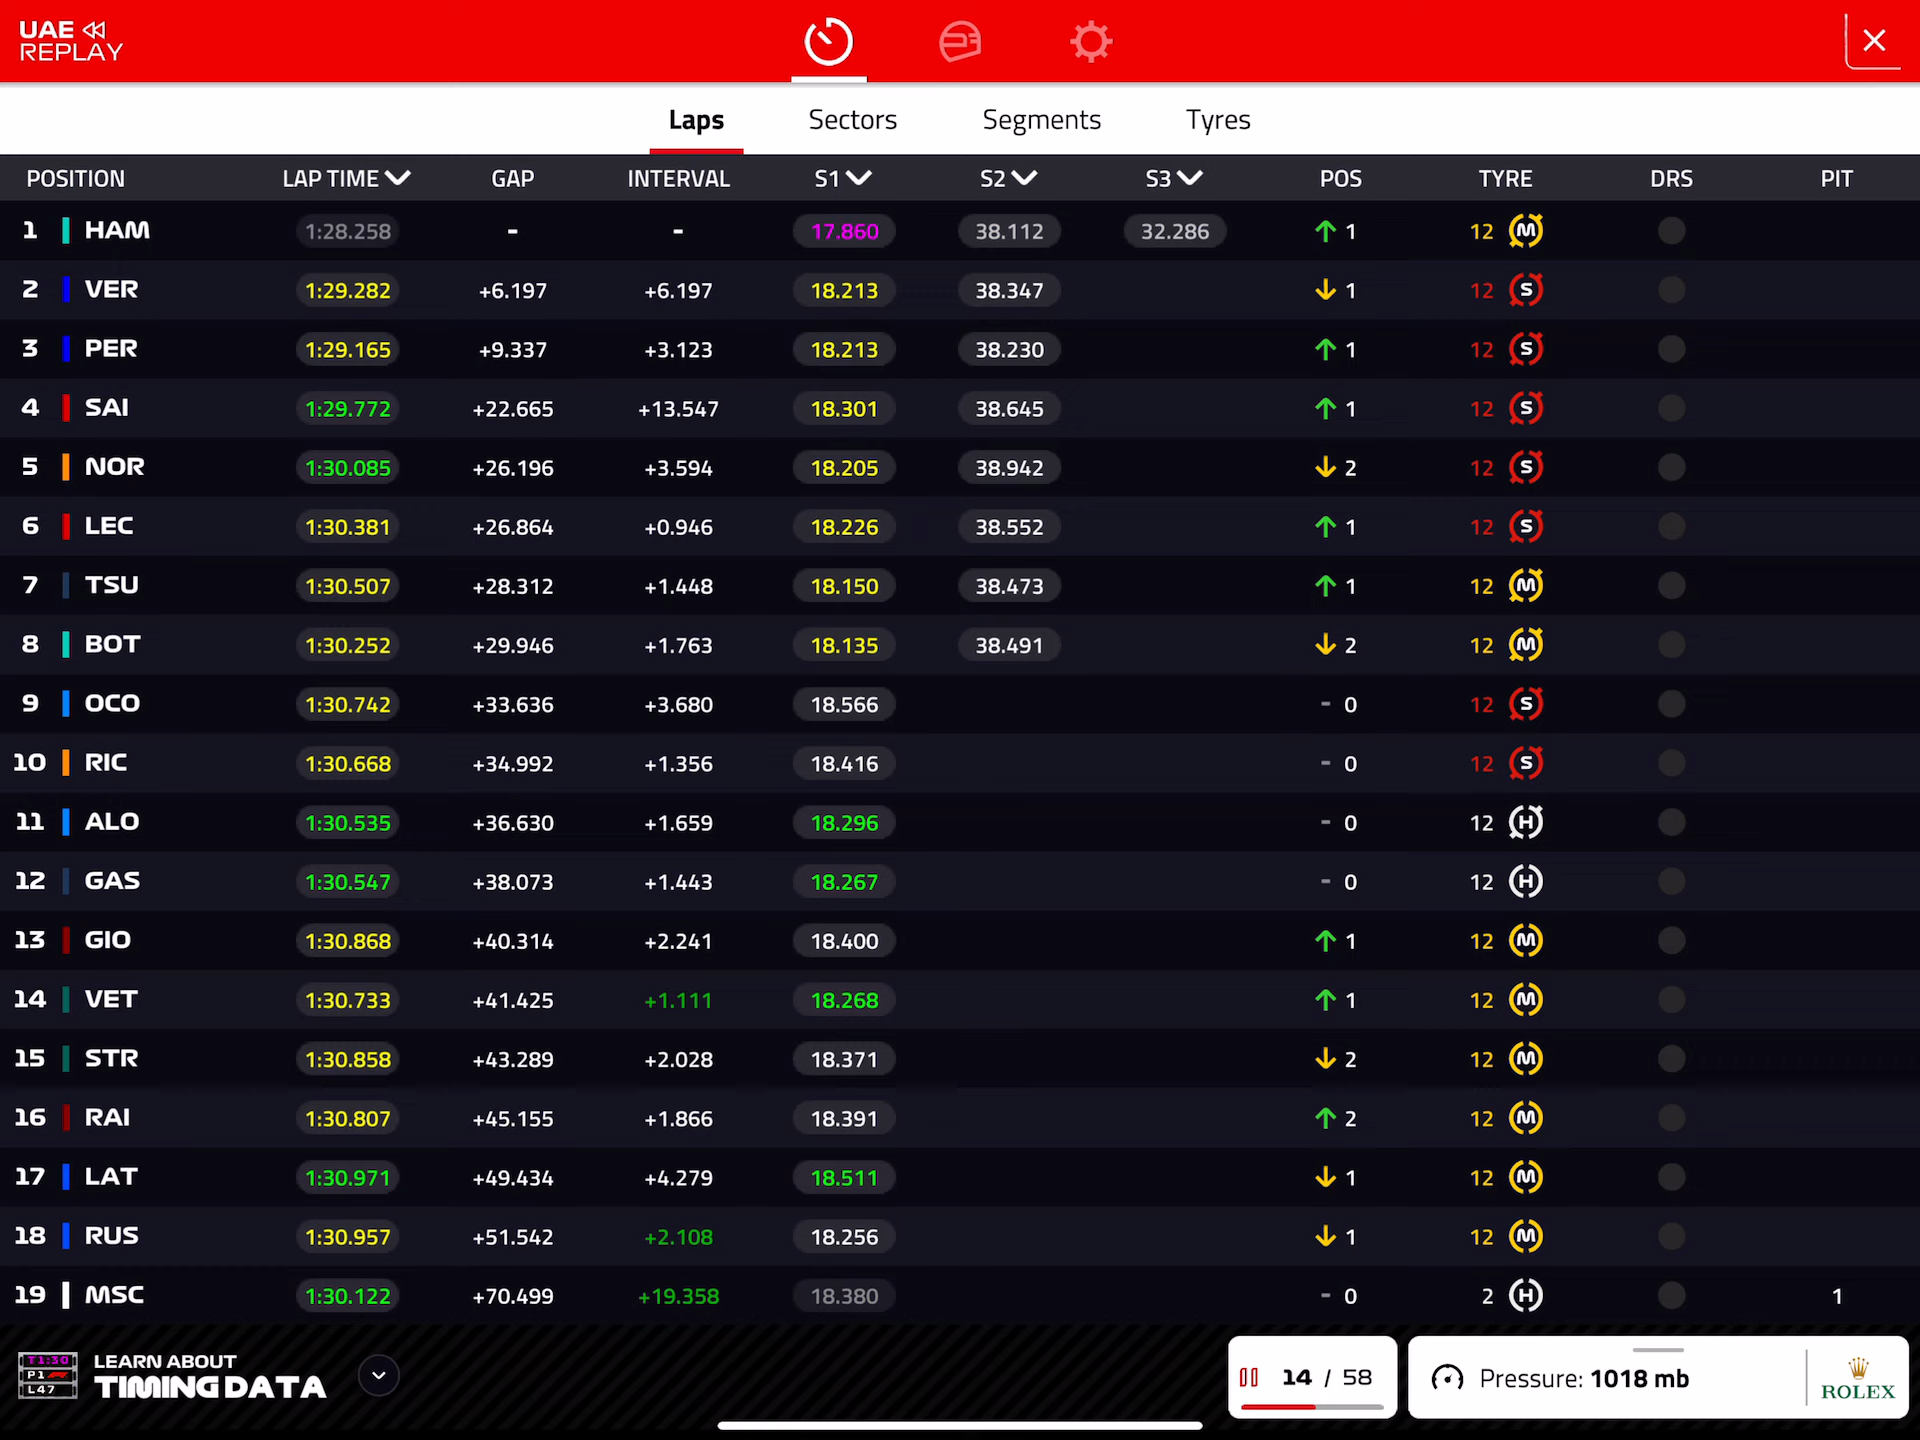 UAE
REPLAY
Laps Sectors Segments Tyres
POSITION LAP TIME GAP INTERVAL S1 S2 S3 POS TYRE DRS PIT
1 HAM 1:28.258 - - 17.860 38.112 32.286 1 12 M
2 VER 1:29.282 +6.197 +6.197 18.213 38.347 1 12 S
3 PER 1:29.165 +9.337 +3.123 18.213 38.230 1 12 S
4 SAI 1:29.772 +22.665 +13.547 18.301 38.645 1 12 S
5 NOR 1:30.085 +26.196 +3.594 18.205 38.942 2 12 S
6 LEC 1:30.381 +26.864 +0.946 18.226 38.552 1 12 S
7 TSU 1:30.507 +28.312 +1.448 18.150 38.473 1 12 M
8 BOT 1:30.252 +29.946 +1.763 18.135 38.491 2 12 M
9 OCO 1:30.742 +33.636 +3.680 18.566 - 0 12 S
10 RIC 1:30.668 +34.992 +1.356 18.416 - 0 12 S
11 ALO 1:30.535 +36.630 +1.659 18.296 - 0 12 H
12 GAS 1:30.547 +38.073 +1.443 18.267 - 0 12 H
13 GIO 1:30.868 +40.314 +2.241 18.400 1 12 M
14 VET 1:30.733 +41.425 +1.111 18.268 1 12 M
15 STR 1:30.858 +43.289 +2.028 18.371 2 12 M
16 RAI 1:30.807 +45.155 +1.866 18.391 2 12 M
17 LAT 1:30.971 +49.434 +4.279 18.511 1 12 M
18 RUS 1:30.957 +51.542 +2.108 18.256 1 12 M
19 MSC 1:30.122 +70.499 +19.358 18.380 - 0 2 H 1
T1:30
P1
L47
LEARN ABOUT
TIMING DATA
14 / 58
Pressure: 1018 mb
ROLEX